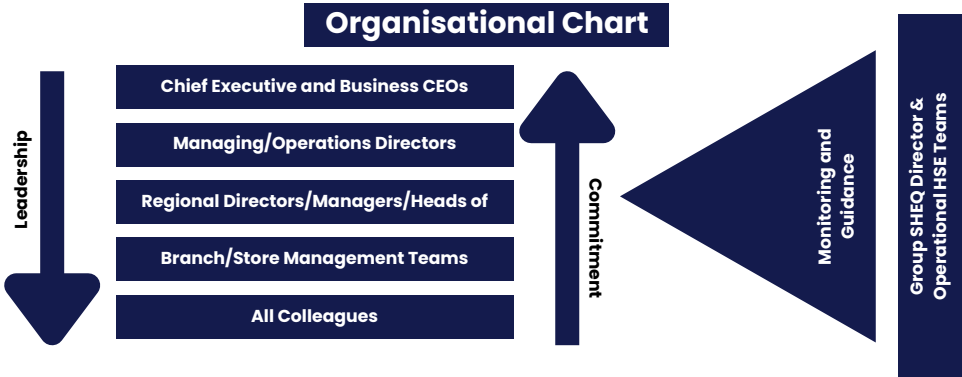 Organisational Chart
Leadership
Chief Executive and Business CEOs
Managing/Operations Directors
Regional Directors/Managers/Heads of
Branch/Store Management Teams
All Colleagues
Commitment
Monitoring and
Guidance
Group SHEQ Director &
Operational HSE Teams